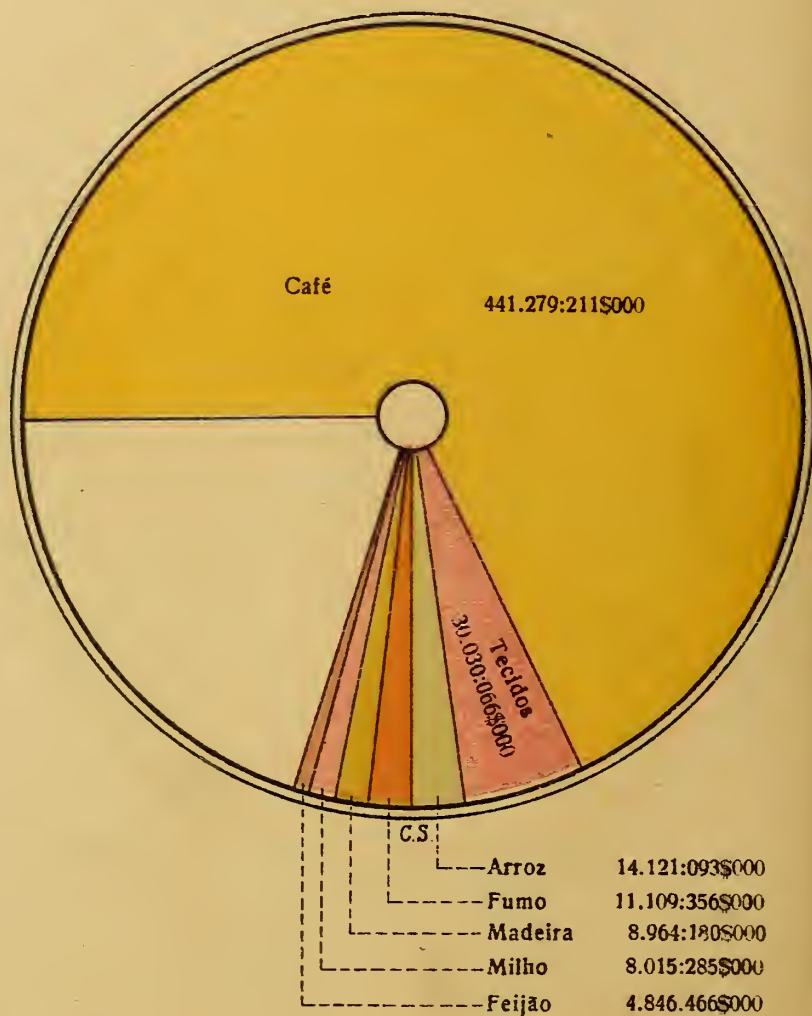 Café 441.279:211$000
Tecidos
30.030:066$000
C.S.
Arroz 14.121:093$000
Fumo 11.109:356$000
Madeira 8.964:180$000
Milho 8.015:285$000
Feijão 4.846.466$000